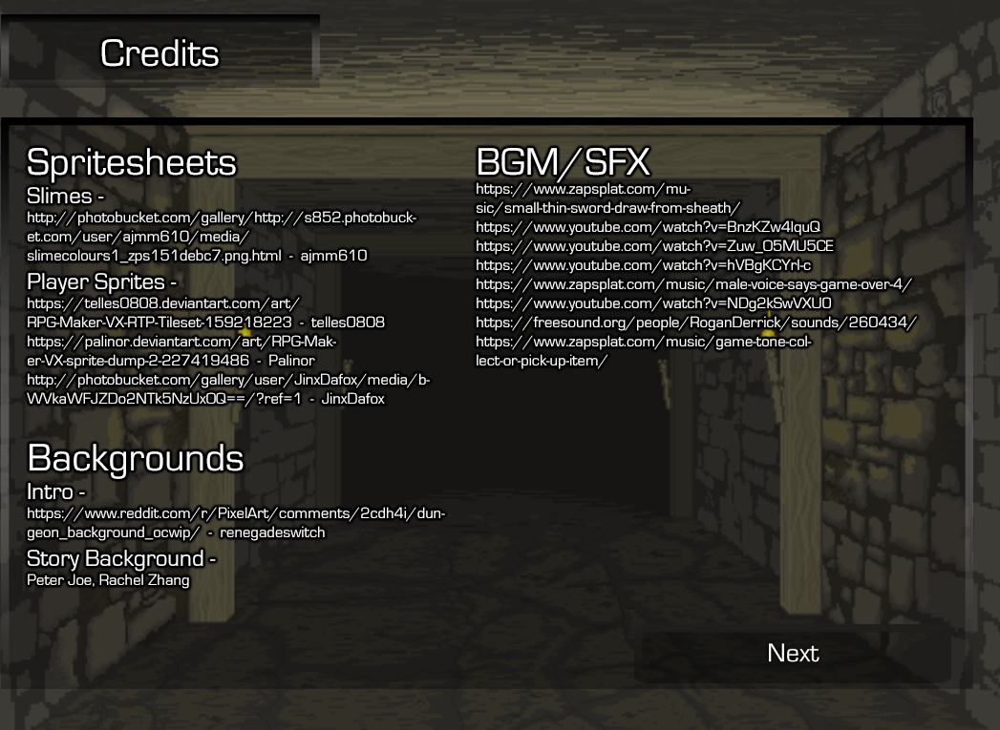 Credits
Spritesheets
Slimes -
http://photobucket.com/gallery/http://s852.photobuck-
et.com/user/ajmm610/media/
slimecolours1_zps151debc7.png.html - ajmm610
Player Sprites -
https://telles0808.deviantart.com/art/
RPG-Maker-VX-RTP-Tileset-159218223 - telles0808
https://palinor.deviantart.com/art/RPG-Mak-
er-VX-sprite-dump-2-227419486 - Palinor
http://photobucket.com/gallery/user/JinxDafox/media/b-
WVkaWFJZDo2NTk5NzUxOQ==/?ref=1 - JinxDafox
Backgrounds
Intro -
https://www.reddit.com/r/PixelArt/comments/2cdh4i/dun-
geon_background_ocwip/ - renegadeswitch
Story Background -
Peter Joe, Rachel Zhang
BGM/SFX
https://www.zapsplat.com/mu-
sic/small-thin-sword-draw-from-sheath/
https://www.youtube.com/watch?v=BnzKZw4IquQ
https://www.youtube.com/watch?v=Zuw_O5MU5CE
https://www.youtube.com/watch?v=hVBgKCYrI-c
https://www.zapsplat.com/music/male-voice-says-game-over-4/
https://www.youtube.com/watch?v=NDg2kSwVXU0
https://freesound.org/people/RoganDerrick/sounds/260434/
https://www.zapsplat.com/music/game-tone-col-
lect-or-pick-up-item/
Next